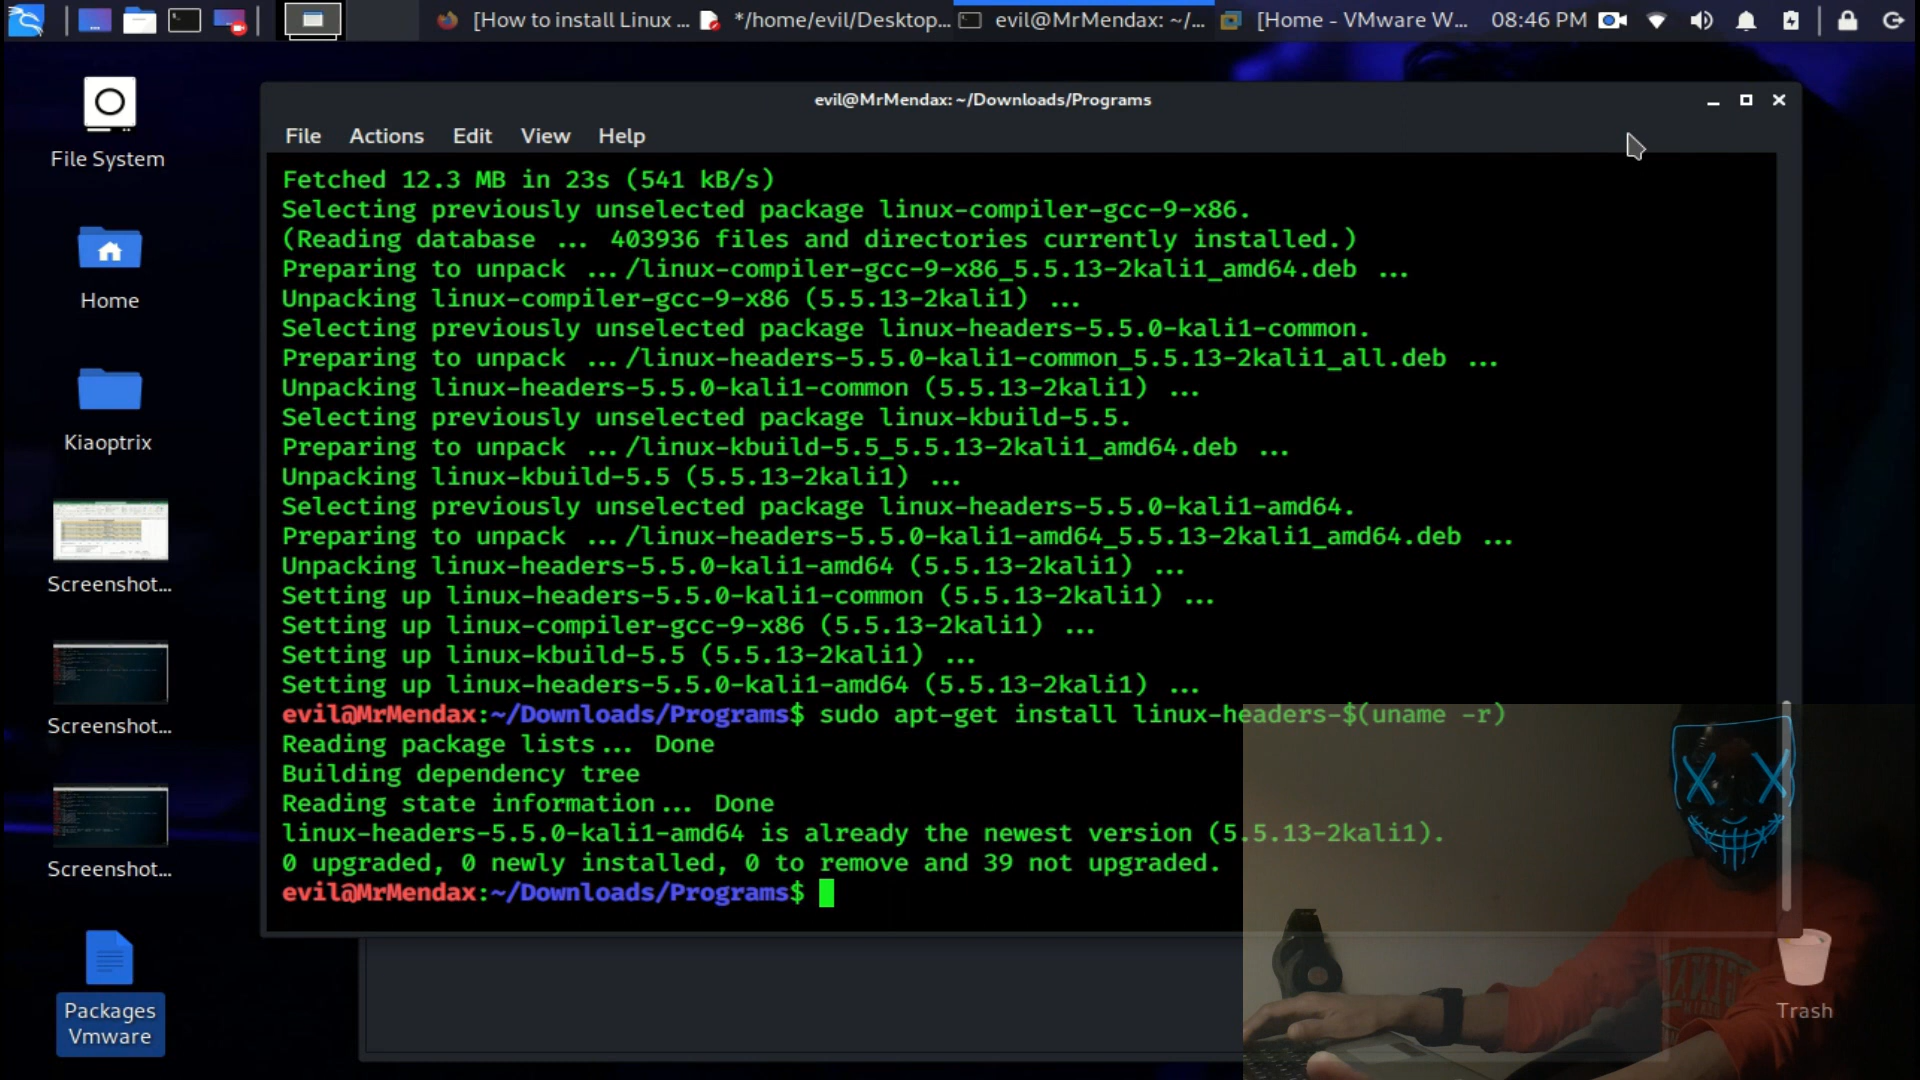 [How to install Linux ...
*/home/evil/Desktop...
evil@MrMendax: ~/...
[Home - VMware W...
08:46 PM
evil@MrMendax: ~/Downloads/Programs
File Actions Edit View Help
Fetched 12.3 MB in 23s (541 kB/s)
Selecting previously unselected package linux-compiler-gcc-9-x86.
(Reading database ... 403936 files and directories currently installed.)
Preparing to unpack .../linux-compiler-gcc-9-x86_5.5.13-2kali1_amd64.deb ...
Unpacking linux-compiler-gcc-9-x86 (5.5.13-2kali1) ...
Selecting previously unselected package linux-headers-5.5.0-kali1-common.
Preparing to unpack .../linux-headers-5.5.0-kali1-common_5.5.13-2kali1_all.deb ...
Unpacking linux-headers-5.5.0-kali1-common (5.5.13-2kali1) ...
Selecting previously unselected package linux-kbuild-5.5.
Preparing to unpack .../linux-kbuild-5.5_5.5.13-2kali1_amd64.deb ...
Unpacking linux-kbuild-5.5 (5.5.13-2kali1) ...
Selecting previously unselected package linux-headers-5.5.0-kali1-amd64.
Preparing to unpack .../linux-headers-5.5.0-kali1-amd64_5.5.13-2kali1_amd64.deb ...
Unpacking linux-headers-5.5.0-kali1-amd64 (5.5.13-2kali1) ...
Setting up linux-headers-5.5.0-kali1-common (5.5.13-2kali1) ...
Setting up linux-compiler-gcc-9-x86 (5.5.13-2kali1) ...
Setting up linux-kbuild-5.5 (5.5.13-2kali1) ...
Setting up linux-headers-5.5.0-kali1-amd64 (5.5.13-2kali1) ...
evil@MrMendax:~/Downloads/Programs$ sudo apt-get install linux-headers-$(uname -r)
Reading package lists... Done
Building dependency tree
Reading state information... Done
linux-headers-5.5.0-kali1-amd64 is already the newest version (5.5.13-2kali1).
0 upgraded, 0 newly installed, 0 to remove and 39 not upgraded.
evil@MrMendax:~/Downloads/Programs$
File System
Home
Kiaoptrix
Screenshot...
Screenshot...
Screenshot...
Packages
Vmware
Trash